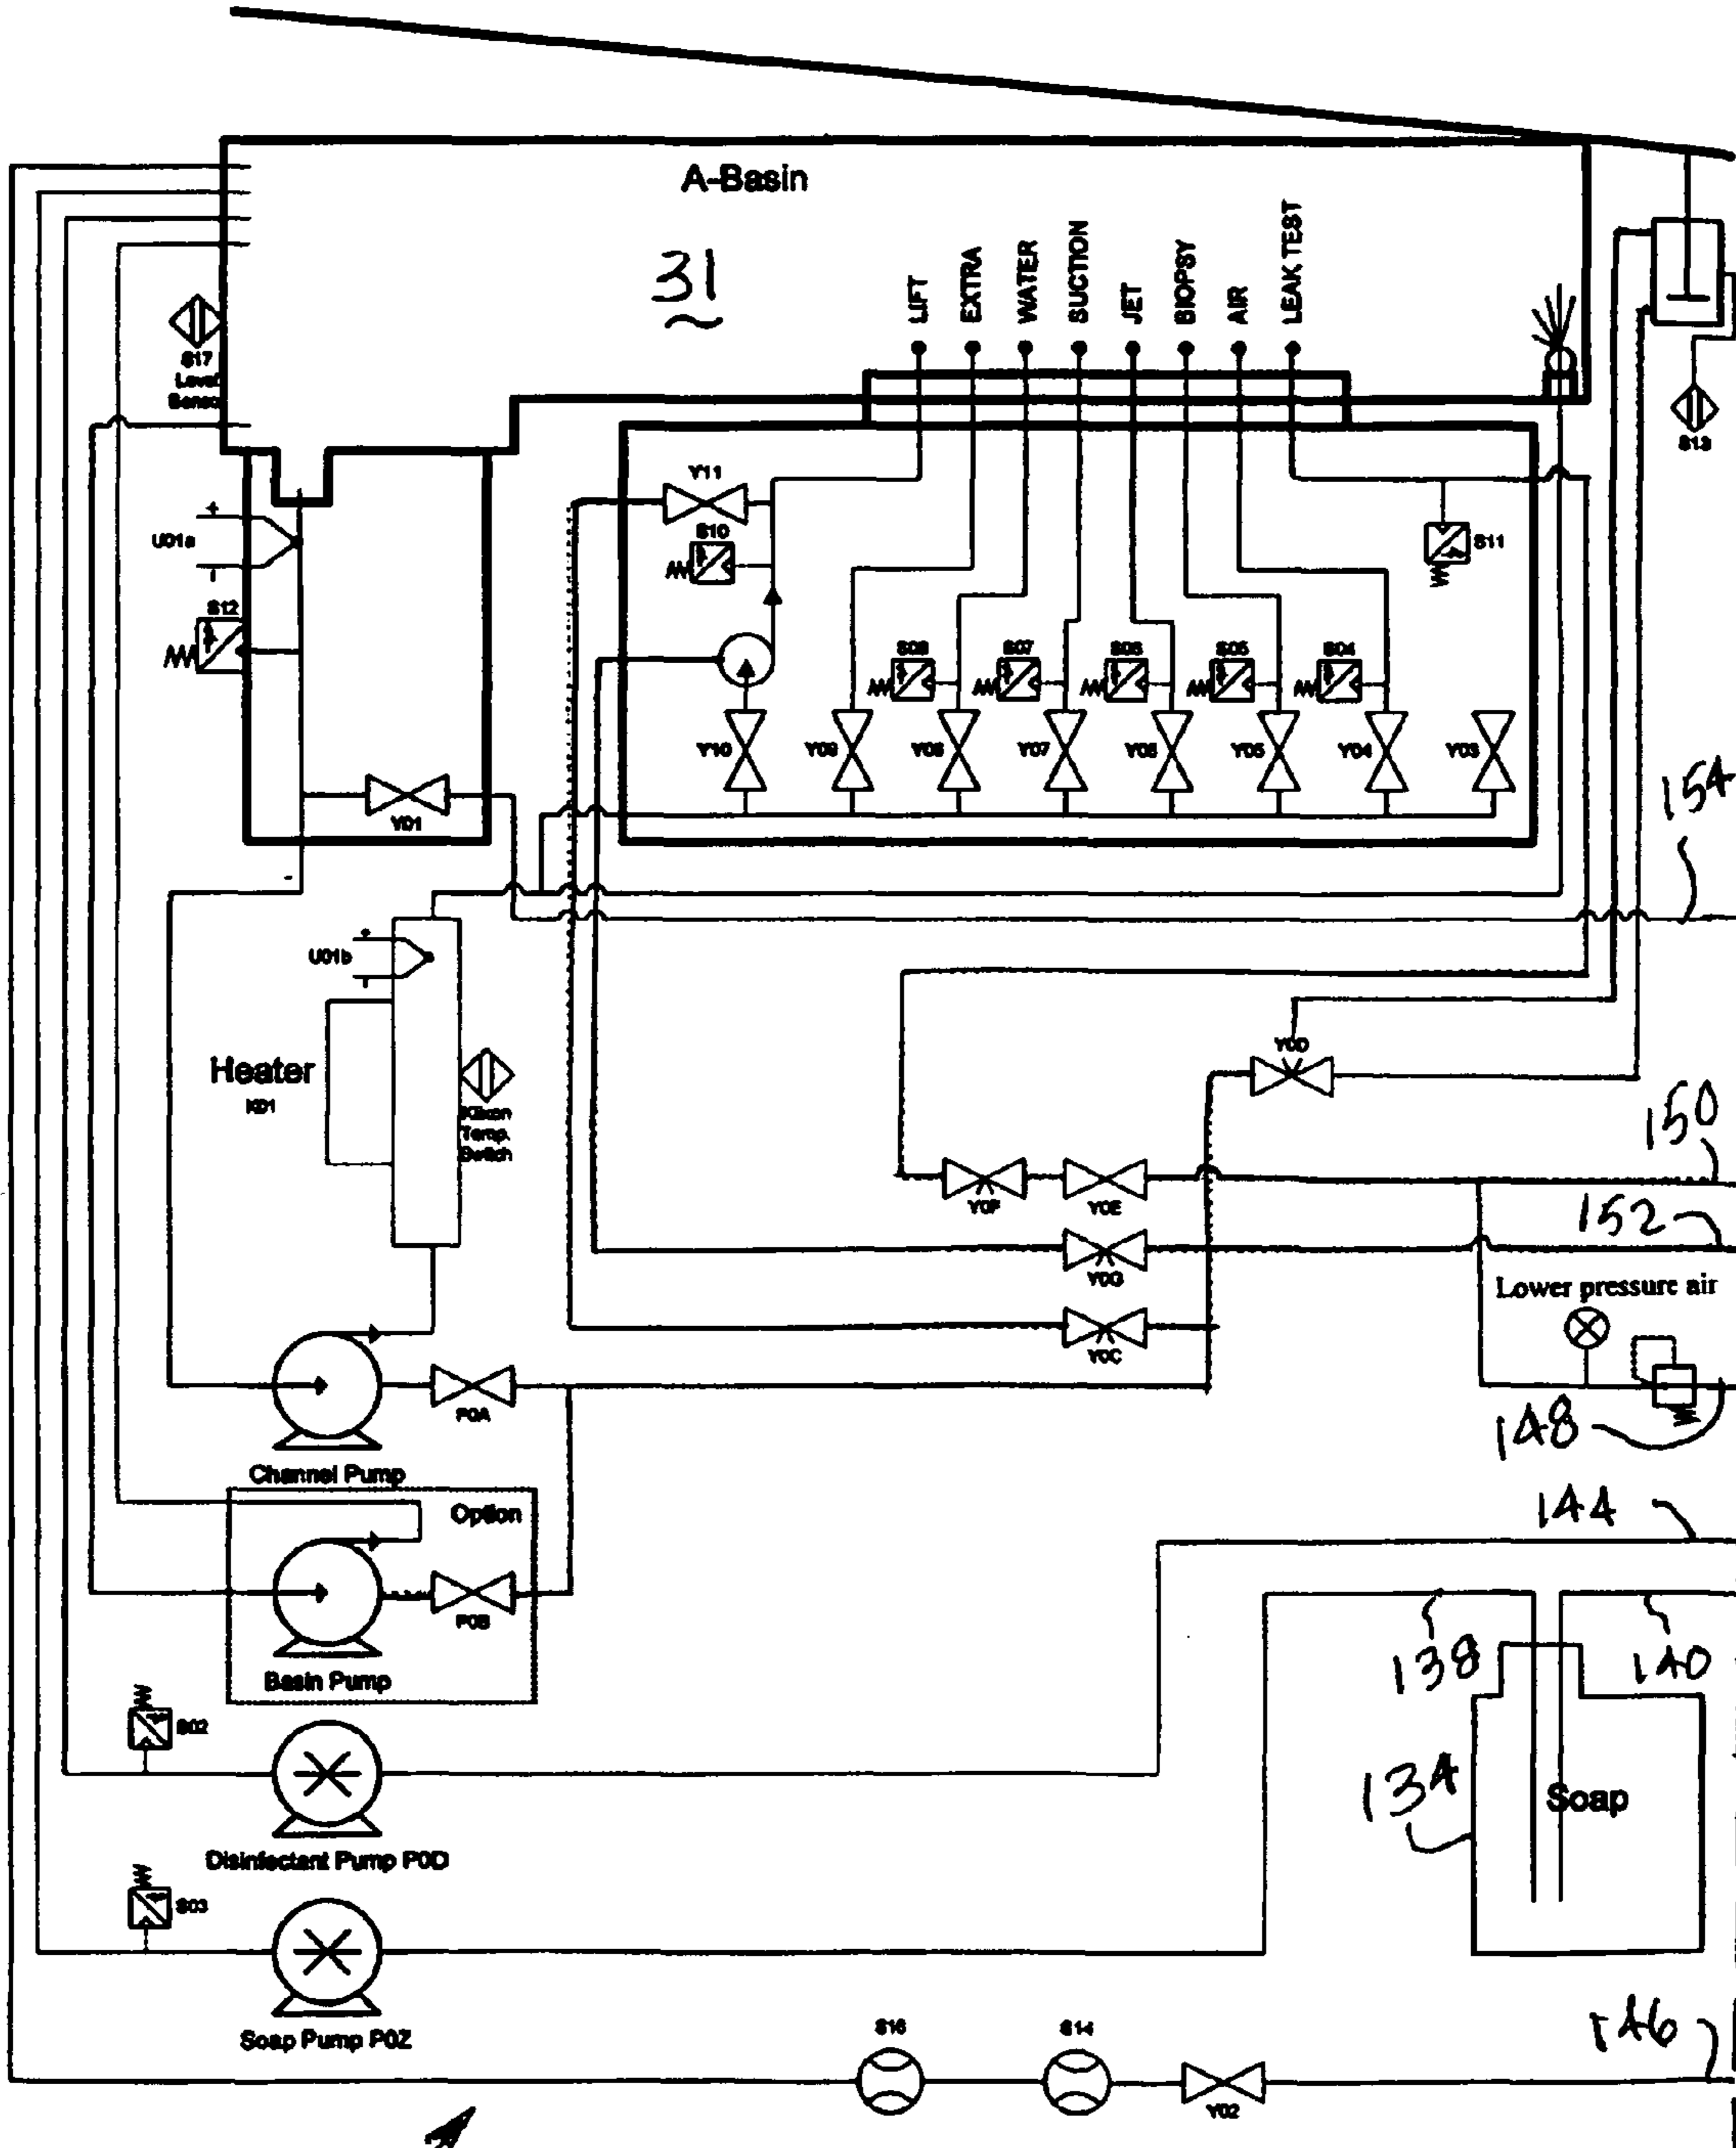 A-Basin
31
LIFT
EXTRA
WATER
SUCTION
JET
BIOPSY
AIR
LEAK TEST
S17
Level
S13
Y11
S10
S11
U01a
+
S12
S07
S05
S04
Y10
Y09
Y07
Y05
Y04
Y03
Y01
154
U01b
+
Heater
K01
Temp.
Switch
Y0D
150
Y0F
Y0E
152
Y0G
Lower pressure air
Y0C
P0A
148
Channel Pump
144
Option
P0B
138
140
Basin Pump
S02
134
Soap
Disinfectant Pump P0D
S03
Soap Pump P0Z
S16
S14
146
Y02